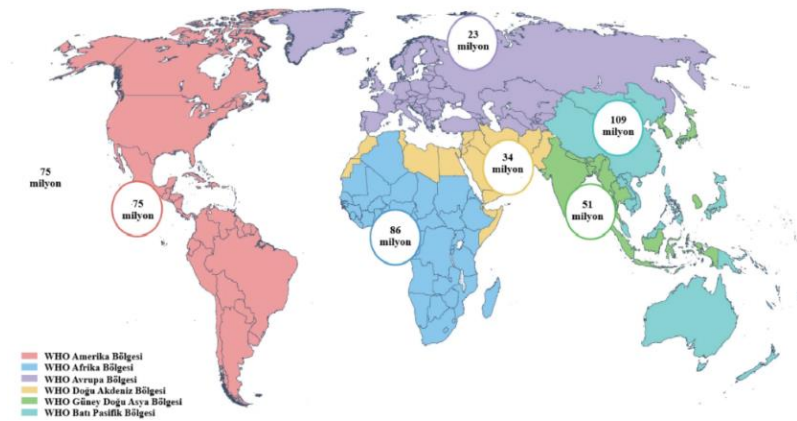 23
milyon
109
milyon
34
milyon
75
milyon
75
milyon
51
milyon
86
milyon
WHO Amerika Bölgesi
WHO Afrika Bölgesi
WHO Avrupa Bölgesi
WHO Doğu Akdeniz Bölgesi
WHO Güney Doğu Asya Bölgesi
WHO Batı Pasifik Bölgesi